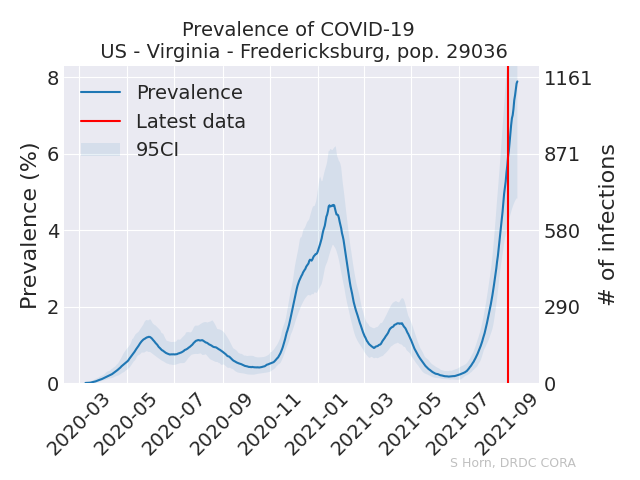 Prevalence of COVID-19
US - Virginia - Fredericksburg, pop. 29036
Prevalence
Latest data
95CI
Prevalence (%)
8
6
4
2
0
1161
871
580
290
0
# of infections
2020-03
2020-05
2020-07
2020-09
2020-11
2021-01
2021-03
2021-05
2021-07
2021-09
S Horn, DRDC CORA